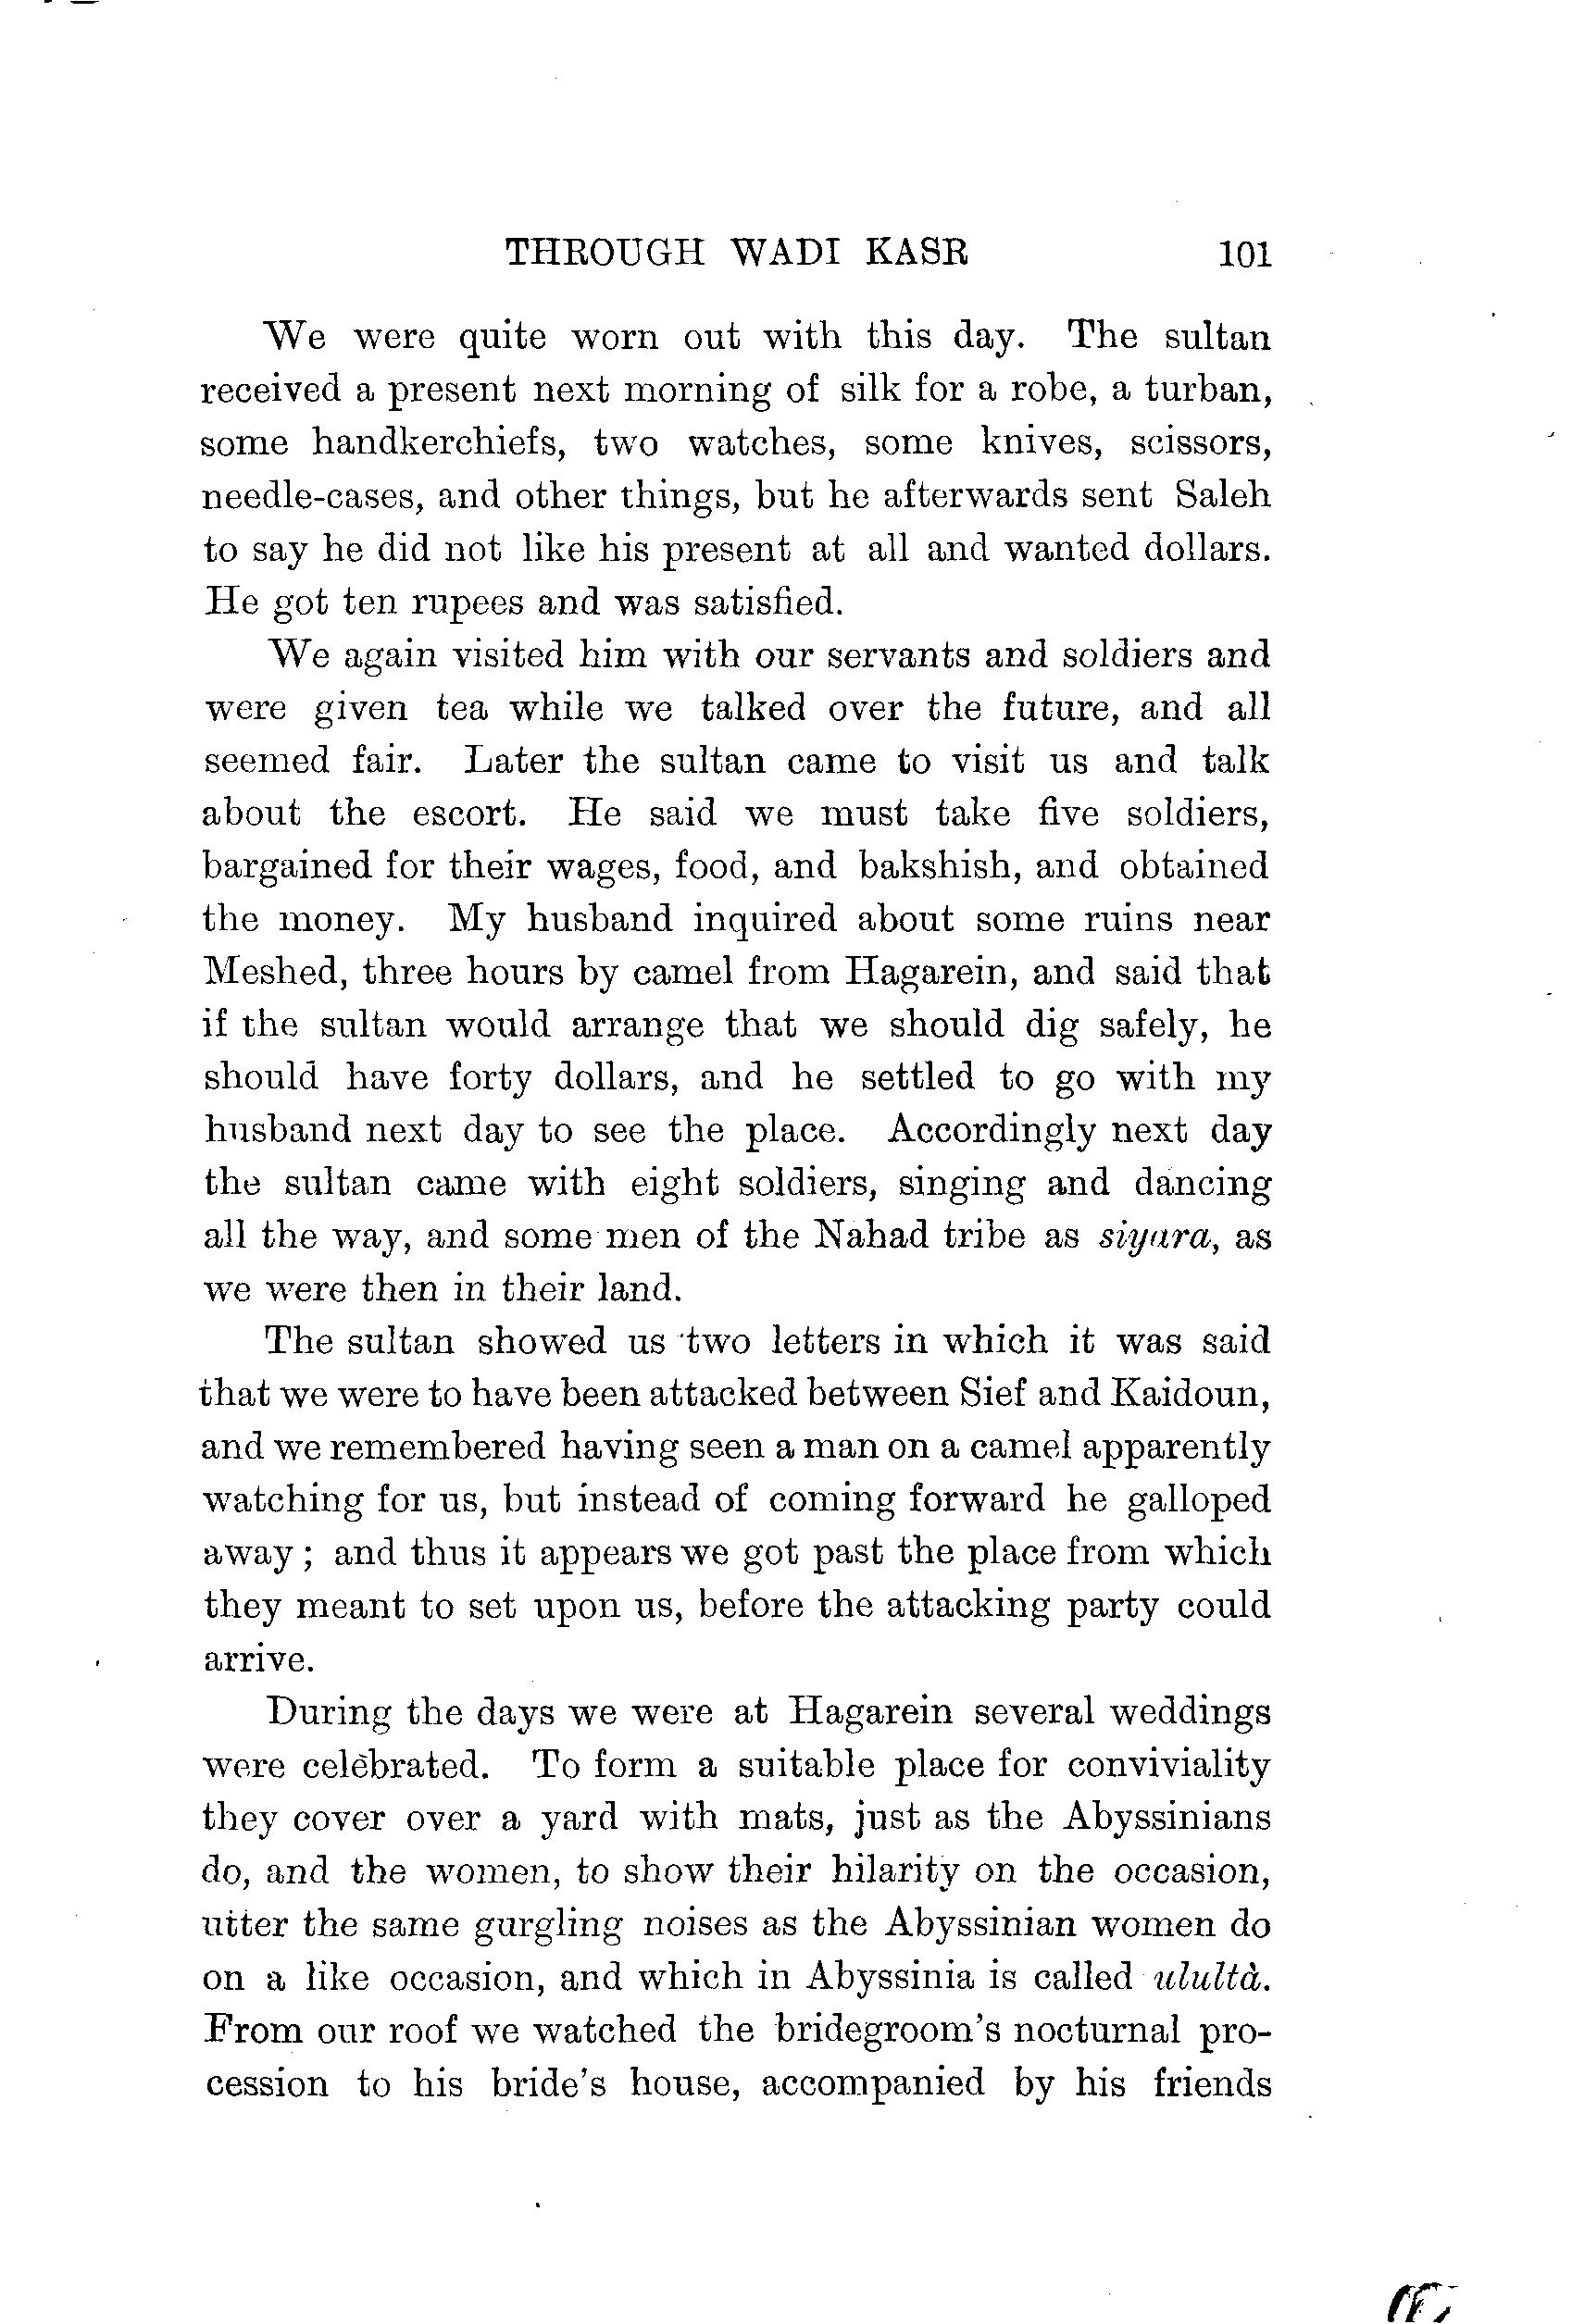 THROUGH WADI KASR 101
We were quite worn out with this day. The sultan
received a present next morning of silk for a robe, a turban,
some handkerchiefs, two watches, some knives, scissors,
needle-cases, and other things, but he afterwards sent Saleh
to say he did not like his present at all and wanted dollars.
He got ten rupees and was satisfied.
We again visited him with our servants and soldiers and
were given tea while we talked over the future, and all
seemed fair. Later the sultan came to visit us and talk
about the escort. He said we must take five soldiers,
bargained for their wages, food, and bakshish, and obtained
the money. My husband inquired about some ruins near
Meshed, three hours by camel from Hagarein, and said that
if the sultan would arrange that we should dig safely, he
should have forty dollars, and he settled to go with my
husband next day to see the place. Accordingly next day
the sultan came with eight soldiers, singing and dancing
all the way, and some men of the Nahad tribe as siyara, as
we were then in their land.
The sultan showed us two letters in which it was said
that we were to have been attacked between Sief and Kaidoun,
and we remembered having seen a man on a camel apparently
watching for us, but instead of coming forward he galloped
away; and thus it appears we got past the place from which
they meant to set upon us, before the attacking party could
arrive.
During the days we were at Hagarein several weddings
were celebrated. To form a suitable place for conviviality
they cover over a yard with mats, just as the Abyssinians
do, and the women, to show their hilarity on the occasion,
utter the same gurgling noises as the Abyssinian women do
on a like occasion, and which in Abyssinia is called ulultà.
From our roof we watched the bridegroom's nocturnal pro-
cession to his bride's house, accompanied by his friends